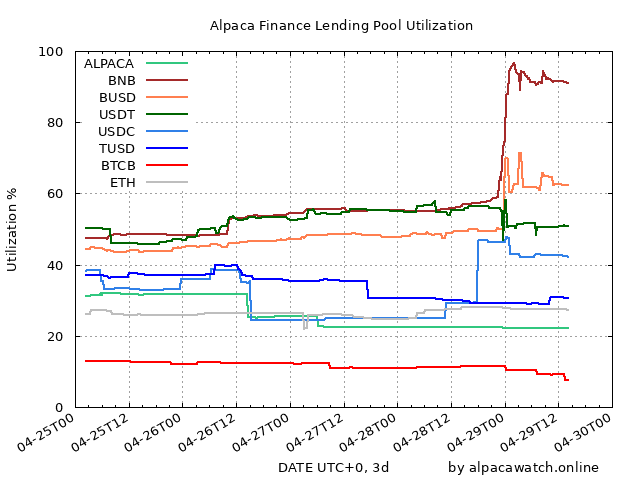 Alpaca Finance Lending Pool Utilization
100
80
60
40
20
0
Utilization %
ALPACA
BNB
BUSD
USDT
USDC
TUSD
BTCB
ETH
04-25T00
04-25T12
04-26T00
04-26T12
04-27T00
04-27T12
04-28T00
04-28T12
04-29T00
04-29T12
04-30T00
DATE UTC+0, 3d
by alpacawatch.online